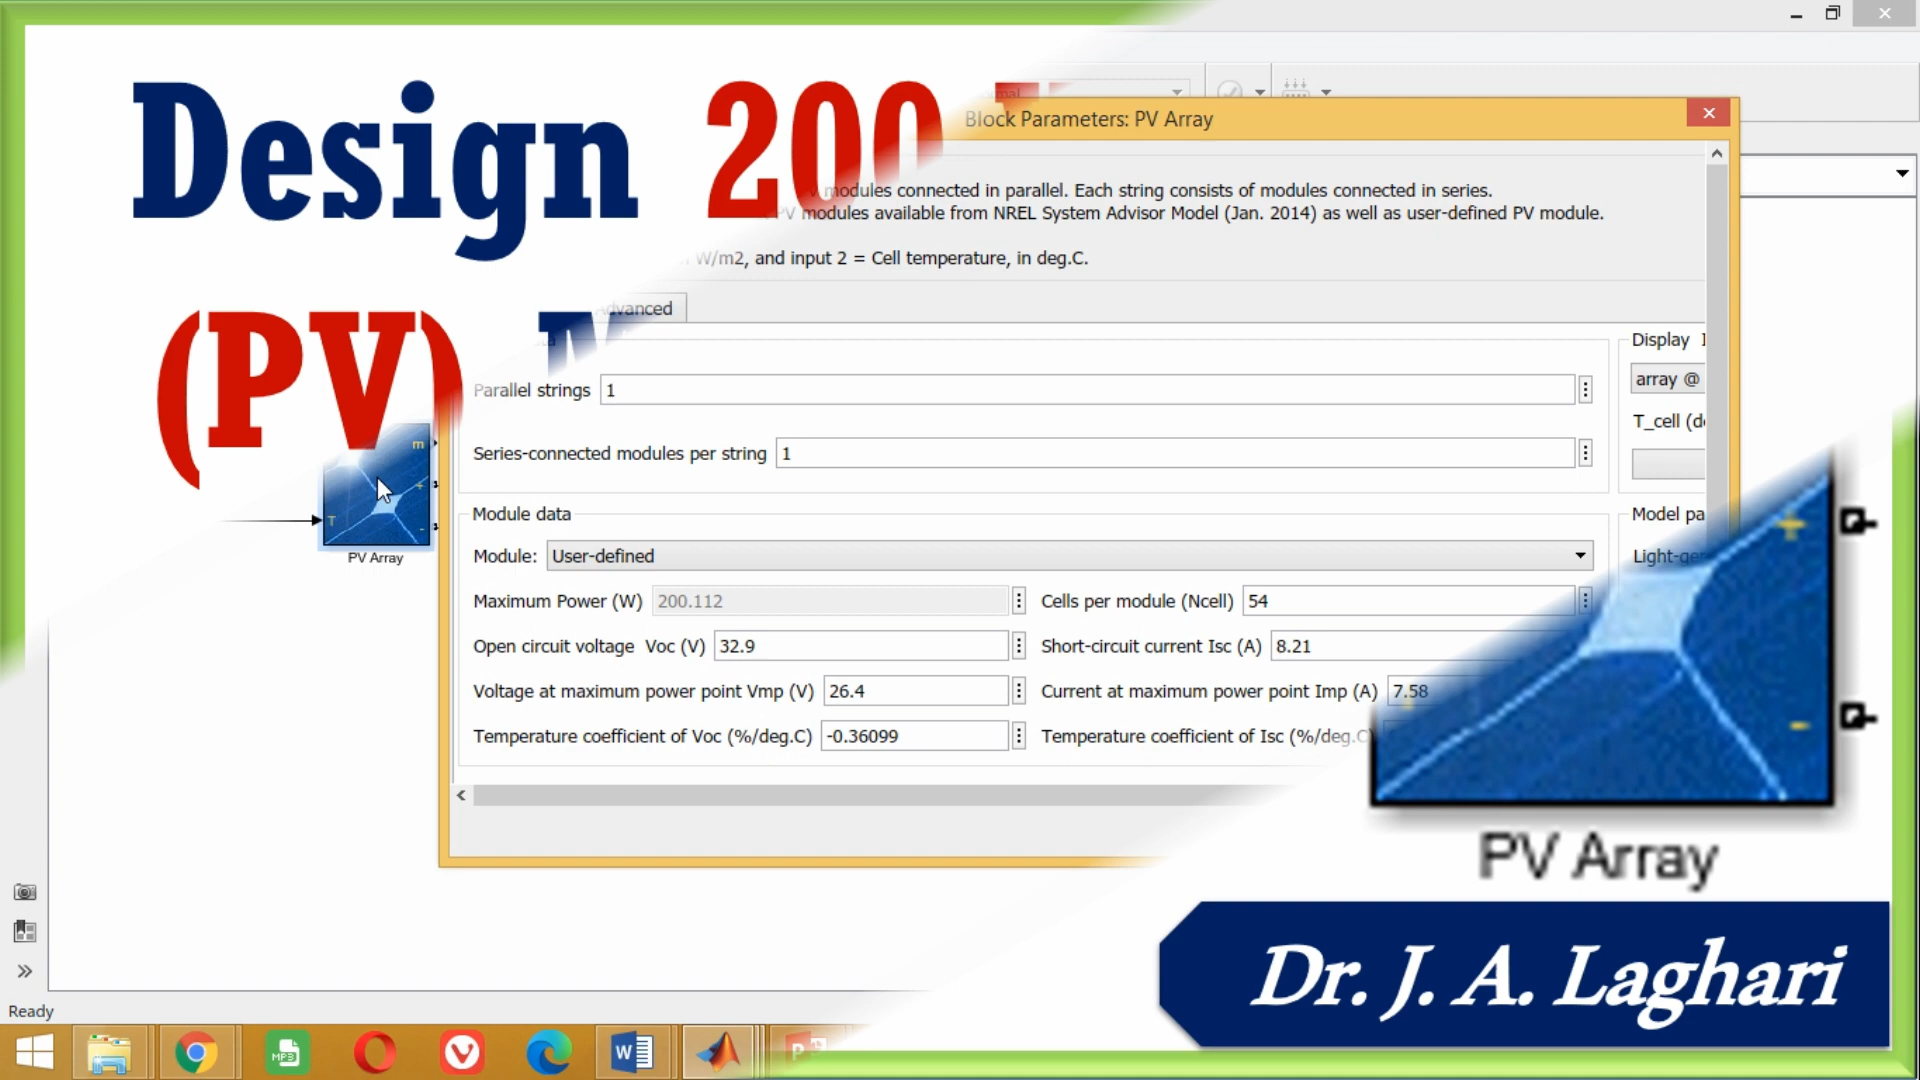 Design 200
(PV)
Block Parameters: PV Array
modules connected in parallel. Each string consists of modules connected in series.
PV modules available from NREL System Advisor Model (Jan. 2014) as well as user-defined PV module.
W/m2, and input 2 = Cell temperature, in deg.C.
Advanced
Display
Parallel strings 1
array @
T_cell (d
Series-connected modules per string 1
Module data
Model pa
Module: User-defined
Light-ge
Maximum Power (W) 200.112 Cells per module (Ncell) 54
Open circuit voltage Voc (V) 32.9 Short-circuit current Isc (A) 8.21
Voltage at maximum power point Vmp (V) 26.4 Current at maximum power point Imp (A) 7.58
Temperature coefficient of Voc (%/deg.C) -0.36099 Temperature coefficient of Isc (%/deg.C
m
+
T
-
PV Array
+
-
PV Array
Dr. J. A. Laghari
Ready
MP3
W
P